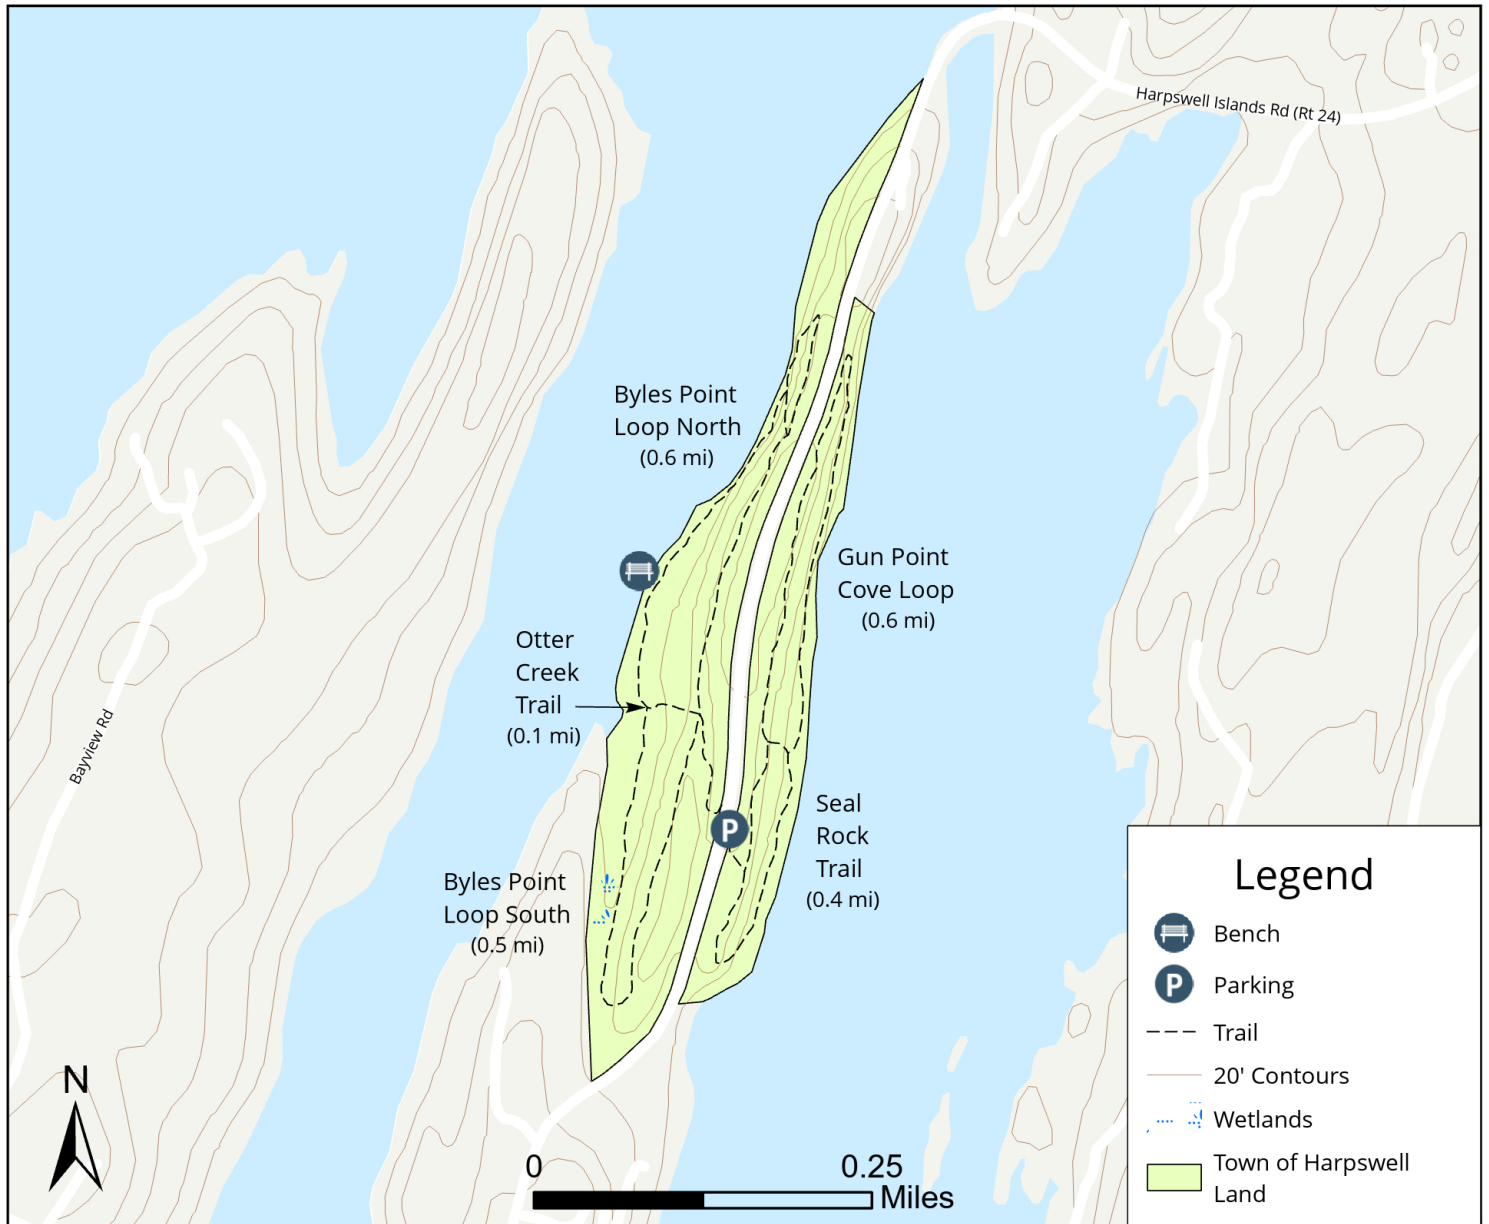 Harpswell Islands Rd (Rt 24)
Byles Point
Loop North
(0.6 mi)
Gun Point
Cove Loop
(0.6 mi)
Otter
Creek
Trail
(0.1 mi)
Bayview Rd
Seal
Rock
Trail
(0.4 mi)
P
Byles Point
Loop South
(0.5 mi)
Legend
Bench
P
Parking
Trail
20' Contours
Wetlands
Town of Harpswell
Land
N
0
0.25
Miles